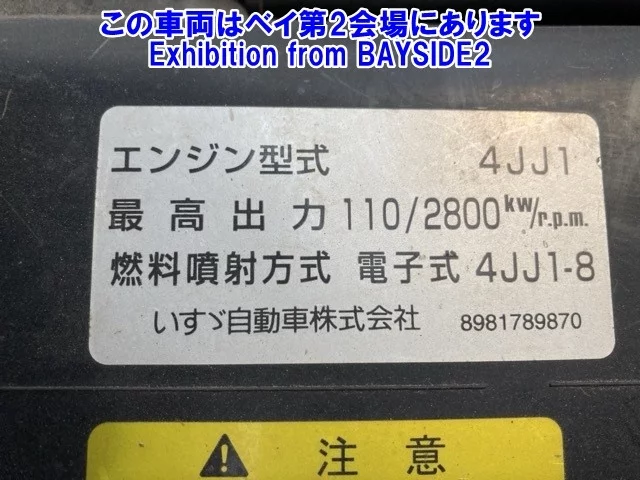 この車両はベイ第2会場にあります
Exhibition from BAYSIDE2
エンジン型式 4JJ1
最高出力 110/2800 kw/r.p.m.
燃料噴射方式 電子式 4JJ1-8
いすゞ自動車株式会社 8981789870
注意